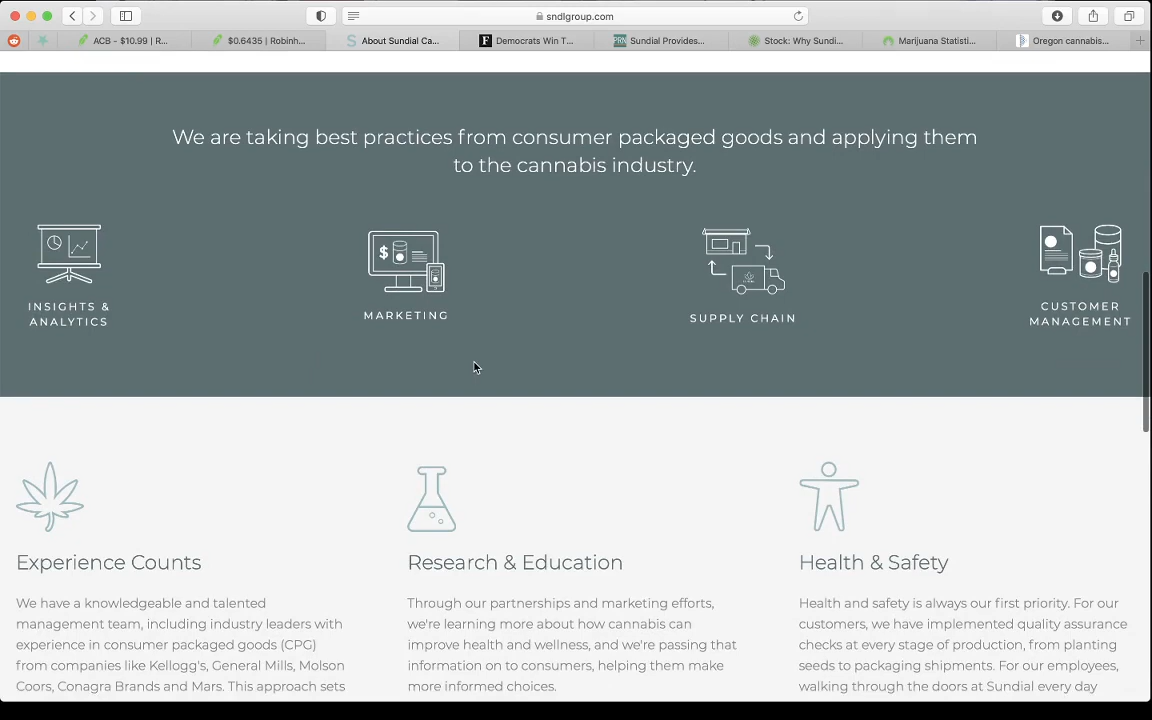 sndlgroup.com
ACB - $10.99 | R...
$0.6435 | Robinh...
S
About Sundial Ca...
F
Democrats Win T...
PRN
Sundial Provides...
Stock: Why Sundi...
Marijuana Statisti...
Oregon cannabis...
We are taking best practices from consumer packaged goods and applying them
to the cannabis industry.
$
INSIGHTS &
ANALYTICS
MARKETING
SUPPLY CHAIN
CUSTOMER
MANAGEMENT
Experience Counts
We have a knowledgeable and talented
management team, including industry leaders with
experience in consumer packaged goods (CPG)
from companies like Kellogg's, General Mills, Molson
Coors, Conagra Brands and Mars. This approach sets
Research & Education
Through our partnerships and marketing efforts,
we're learning more about how cannabis can
improve health and wellness, and we're passing that
information on to consumers, helping them make
more informed choices.
Health & Safety
Health and safety is always our first priority. For our
customers, we have implemented quality assurance
checks at every stage of production, from planting
seeds to packaging shipments. For our employees,
walking through the doors at Sundial every day